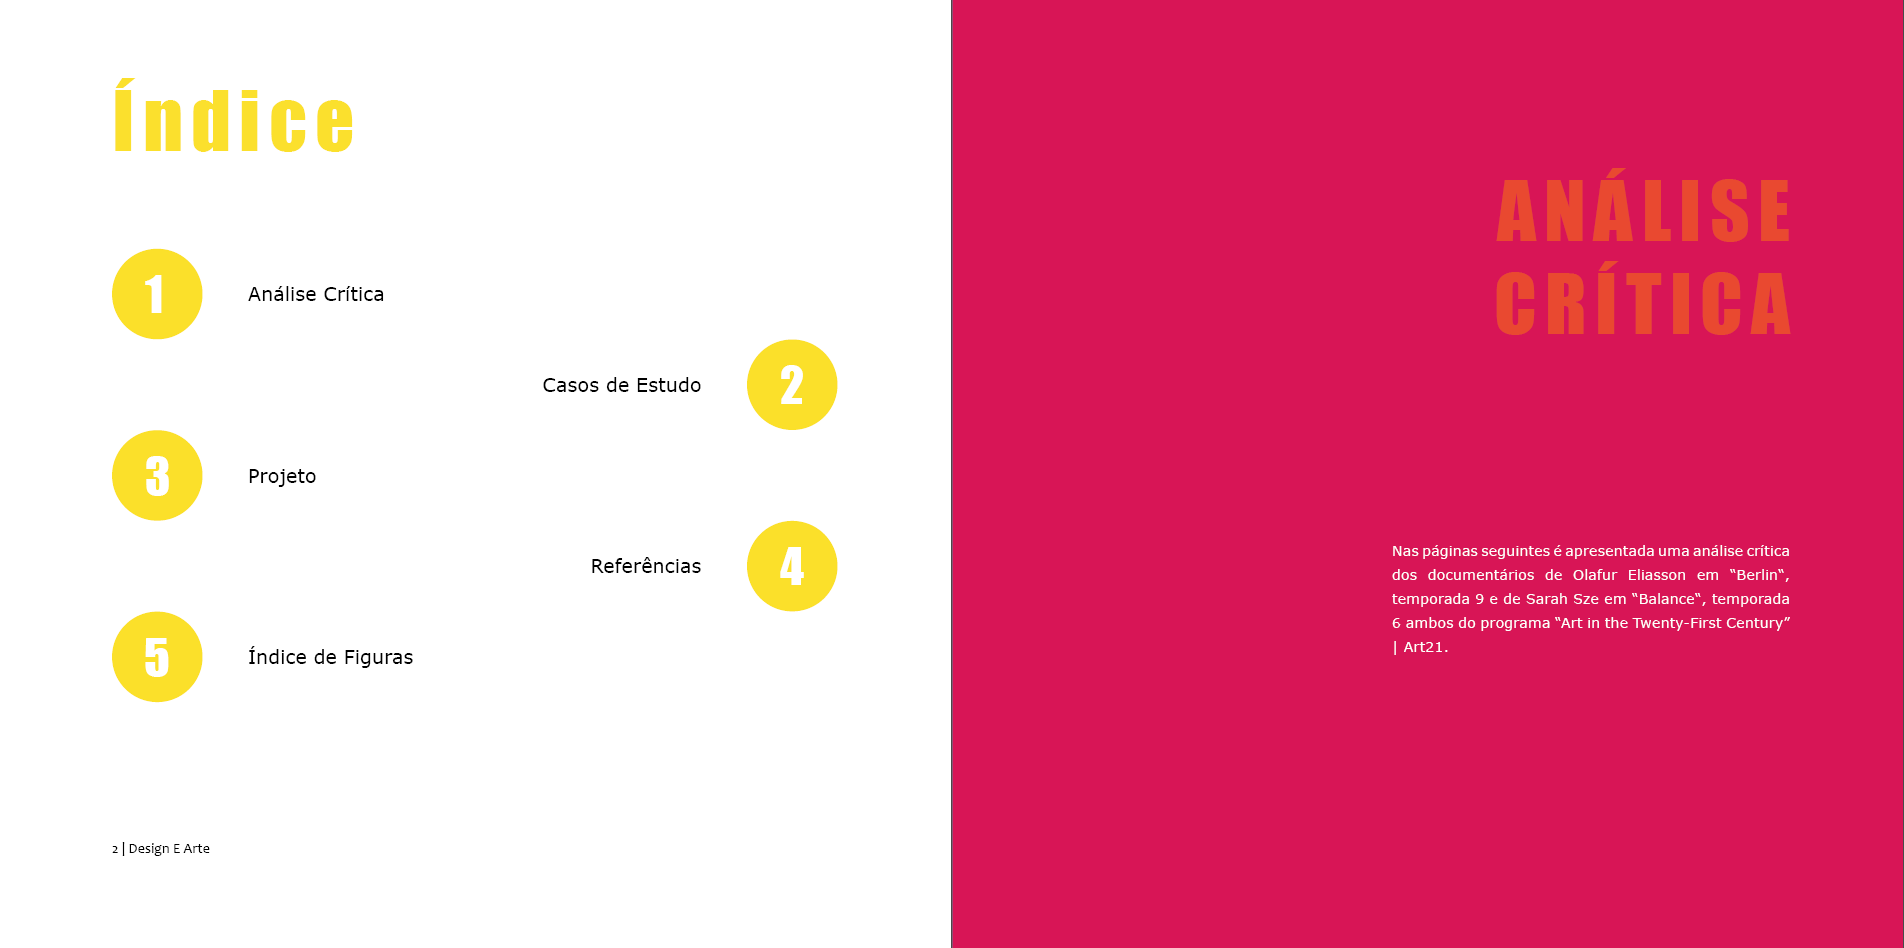 Índice
1
Análise Crítica
Casos de Estudo
2
3
Projeto
Referências
4
5
Índice de Figuras
2 | Design E Arte
ANÁLISE
CRÍTICA
Nas páginas seguintes é apresentada uma análise crítica
dos documentários de Olafur Eliasson em “Berlin“,
temporada 9 e de Sarah Sze em “Balance“, temporada
6 ambos do programa “Art in the Twenty-First Century”
| Art21.